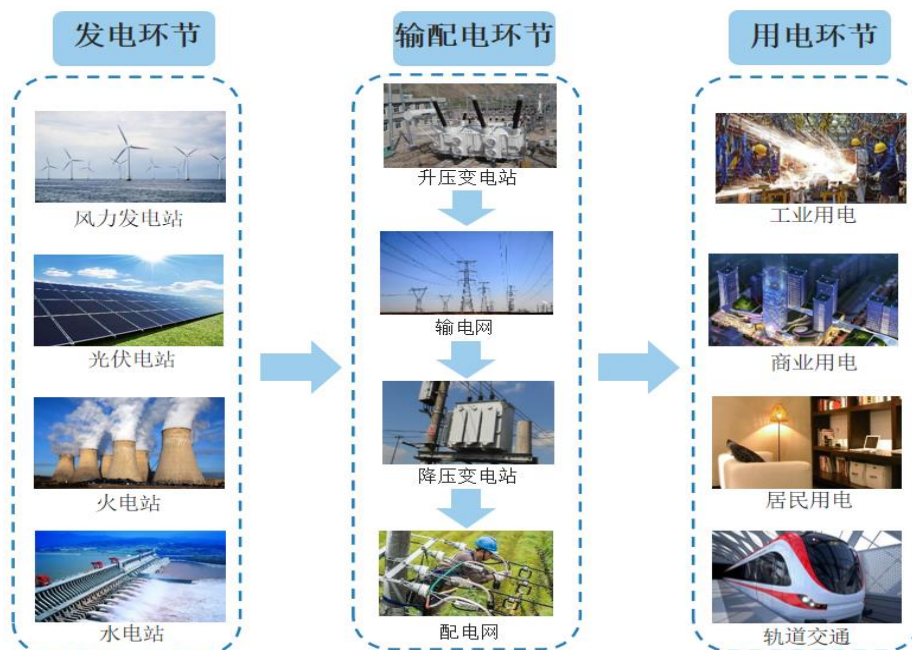 发电环节
输配电环节
用电环节
风力发电站
光伏电站
火电站
水电站
升压变电站
输电网
降压变电站
配电网
工业用电
商业用电
居民用电
轨道交通